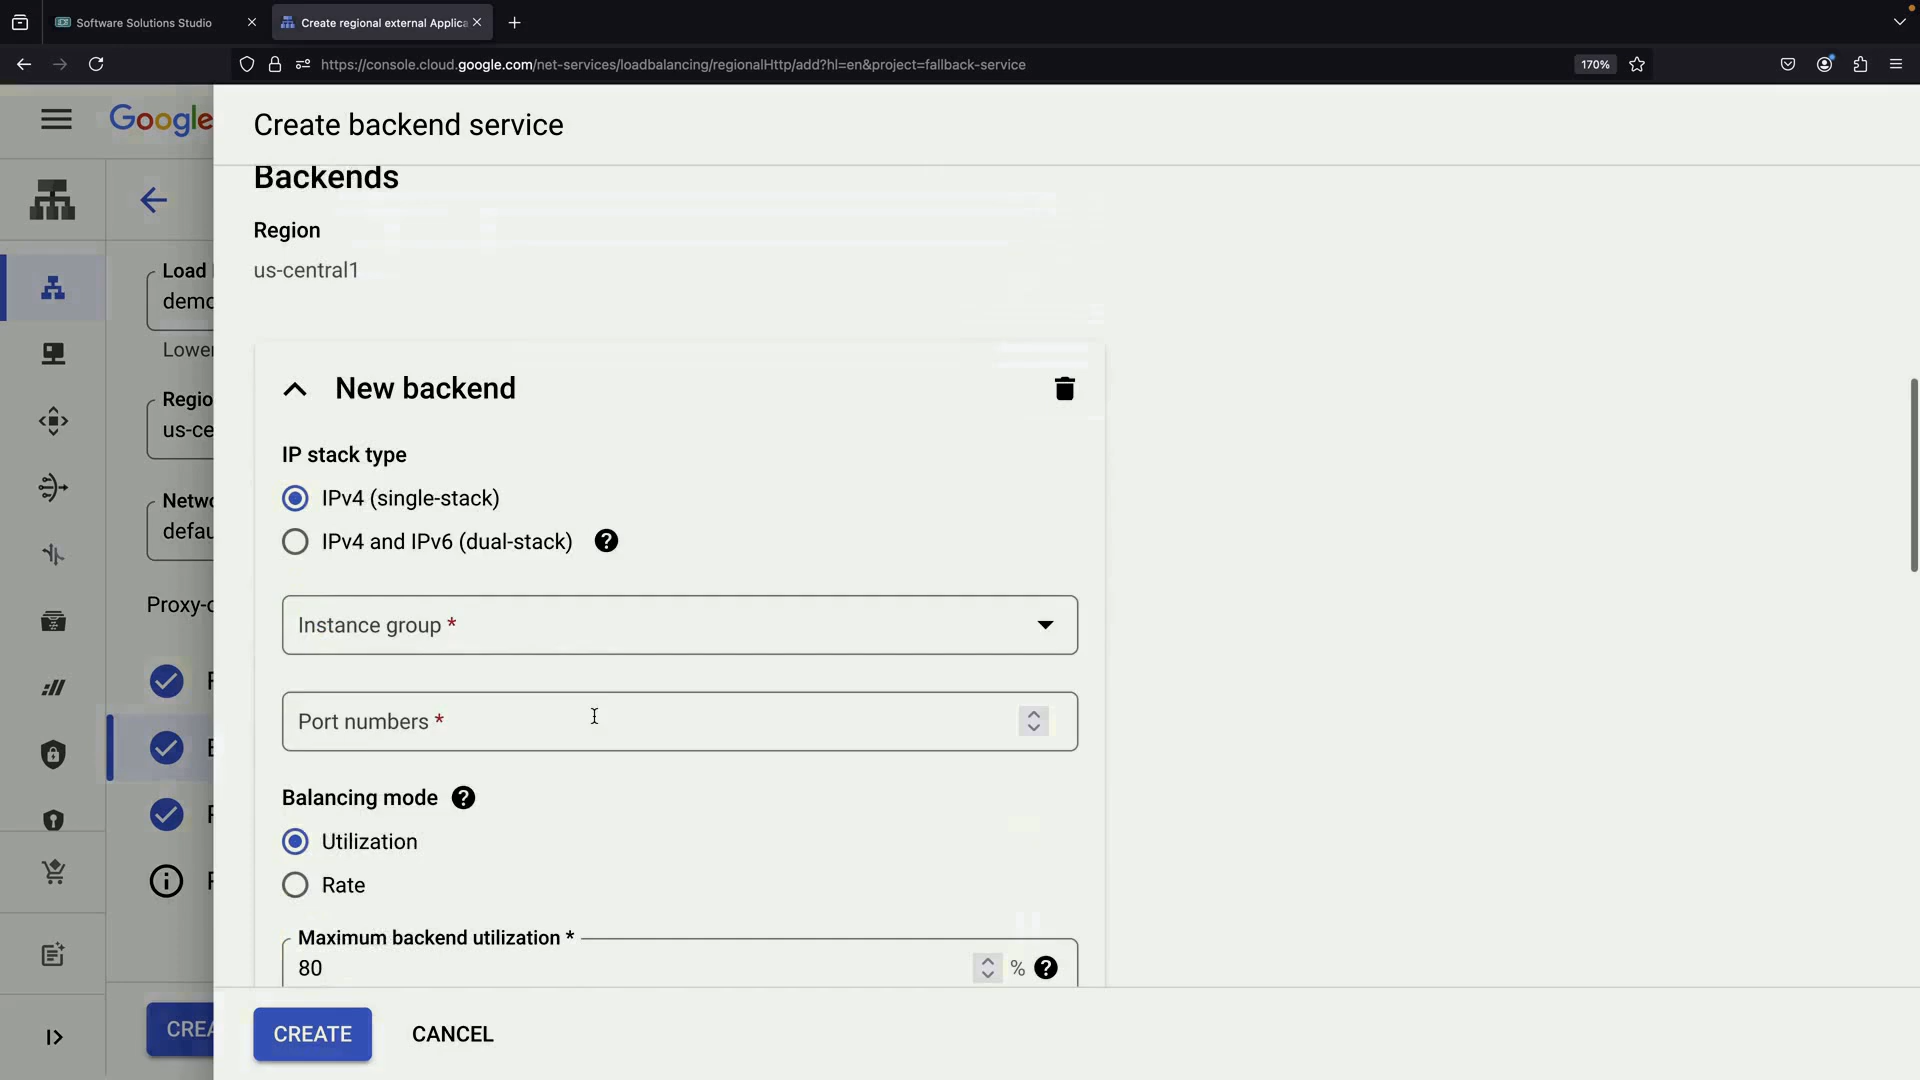 Software Solutions Studio
Create regional external Applica
https://console.cloud.google.com/net-services/loadbalancing/regionalHttp/add?hl=en&project=fallback-service
170%
Google
Create backend service
Backends
Region
us-central1
Load
demo
Lower
Regio
us-ce
Netwo
defau
Proxy-o
New backend
IP stack type
IPv4 (single-stack)
IPv4 and IPv6 (dual-stack)
Instance group *
Port numbers *
Balancing mode
Utilization
Rate
Maximum backend utilization *
80
%
CREA
CREATE
CANCEL